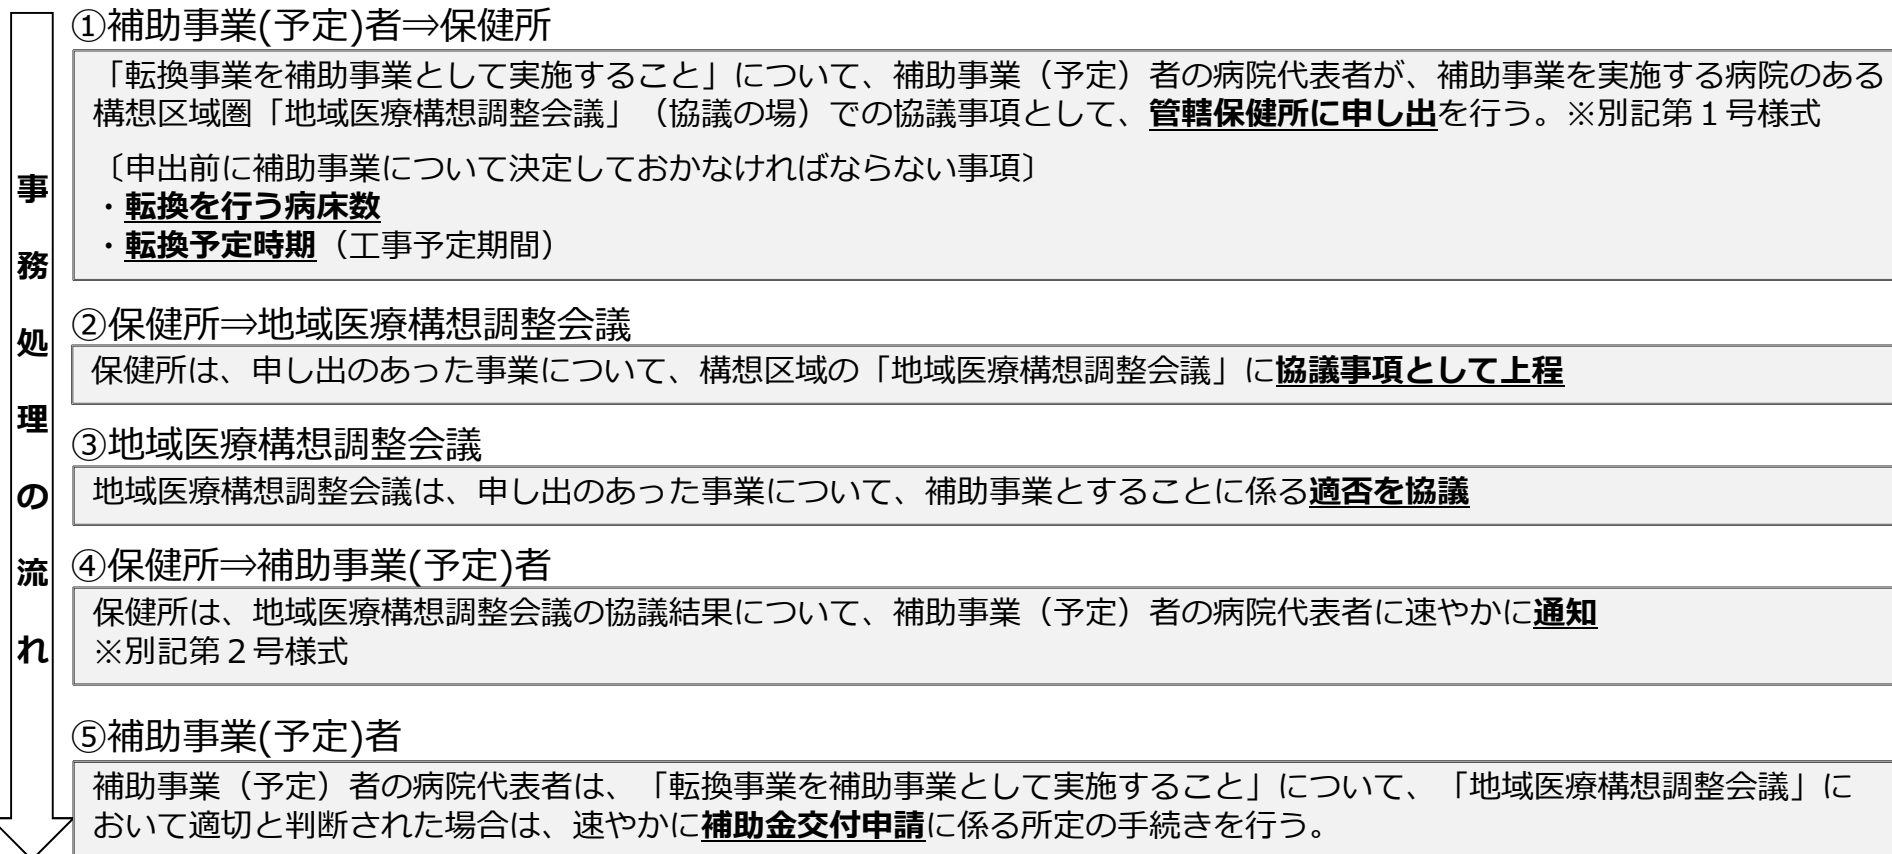 事務処理の流れ
①補助事業(予定)者⇒保健所
「転換事業を補助事業として実施すること」について、補助事業（予定）者の病院代表者が、補助事業を実施する病院のある
構想区域圏「地域医療構想調整会議」（協議の場）での協議事項として、管轄保健所に申し出を行う。※別記第１号様式
〔申出前に補助事業について決定しておかなければならない事項〕
・転換を行う病床数
・転換予定時期（工事予定期間）
②保健所⇒地域医療構想調整会議
保健所は、申し出のあった事業について、構想区域の「地域医療構想調整会議」に協議事項として上程
③地域医療構想調整会議
地域医療構想調整会議は、申し出のあった事業について、補助事業とすることに係る適否を協議
④保健所⇒補助事業(予定)者
保健所は、地域医療構想調整会議の協議結果について、補助事業（予定）者の病院代表者に速やかに通知
※別記第２号様式
⑤補助事業(予定)者
補助事業（予定）者の病院代表者は、「転換事業を補助事業として実施すること」について、「地域医療構想調整会議」に
おいて適切と判断された場合は、速やかに補助金交付申請に係る所定の手続きを行う。